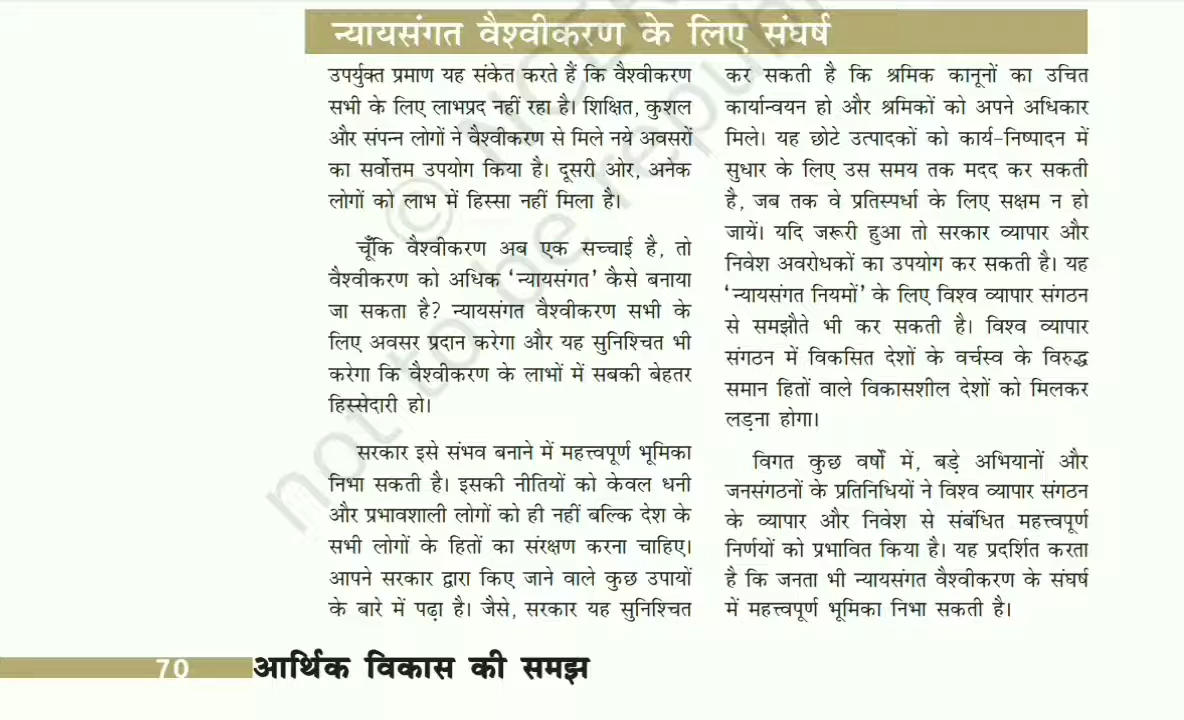 न्यायसंगत वैश्वीकरण के लिए संघर्ष
उपर्युक्त प्रमाण यह संकेत करते हैं कि वैश्वीकरण
सभी के लिए लाभप्रद नहीं रहा है। शिक्षित, कुशल
और संपन्न लोगों ने वैश्वीकरण से मिले नये अवसरों
का सर्वोत्तम उपयोग किया है। दूसरी ओर, अनेक
लोगों को लाभ में हिस्सा नहीं मिला है।
चूँकि वैश्वीकरण अब एक सच्चाई है, तो
वैश्वीकरण को अधिक ‘न्यायसंगत’ कैसे बनाया
जा सकता है? न्यायसंगत वैश्वीकरण सभी के
लिए अवसर प्रदान करेगा और यह सुनिश्चित भी
करेगा कि वैश्वीकरण के लाभों में सबकी बेहतर
हिस्सेदारी हो।
सरकार इसे संभव बनाने में महत्त्वपूर्ण भूमिका
निभा सकती है। इसकी नीतियों को केवल धनी
और प्रभावशाली लोगों को ही नहीं बल्कि देश के
सभी लोगों के हितों का संरक्षण करना चाहिए।
आपने सरकार द्वारा किए जाने वाले कुछ उपायों
के बारे में पढ़ा है। जैसे, सरकार यह सुनिश्चित
कर सकती है कि श्रमिक कानूनों का उचित
कार्यान्वयन हो और श्रमिकों को अपने अधिकार
मिले। यह छोटे उत्पादकों को कार्य-निष्पादन में
सुधार के लिए उस समय तक मदद कर सकती
है, जब तक वे प्रतिस्पर्धा के लिए सक्षम न हो
जायें। यदि जरूरी हुआ तो सरकार व्यापार और
निवेश अवरोधकों का उपयोग कर सकती है। यह
‘न्यायसंगत नियमों’ के लिए विश्व व्यापार संगठन
से समझौते भी कर सकती है। विश्व व्यापार
संगठन में विकसित देशों के वर्चस्व के विरुद्ध
समान हितों वाले विकासशील देशों को मिलकर
लड़ना होगा।
विगत कुछ वर्षों में, बड़े अभियानों और
जनसंगठनों के प्रतिनिधियों ने विश्व व्यापार संगठन
के व्यापार और निवेश से संबंधित महत्त्वपूर्ण
निर्णयों को प्रभावित किया है। यह प्रदर्शित करता
है कि जनता भी न्यायसंगत वैश्वीकरण के संघर्ष
में महत्त्वपूर्ण भूमिका निभा सकती है।
70 आर्थिक विकास की समझ
© NCE
not to be republ